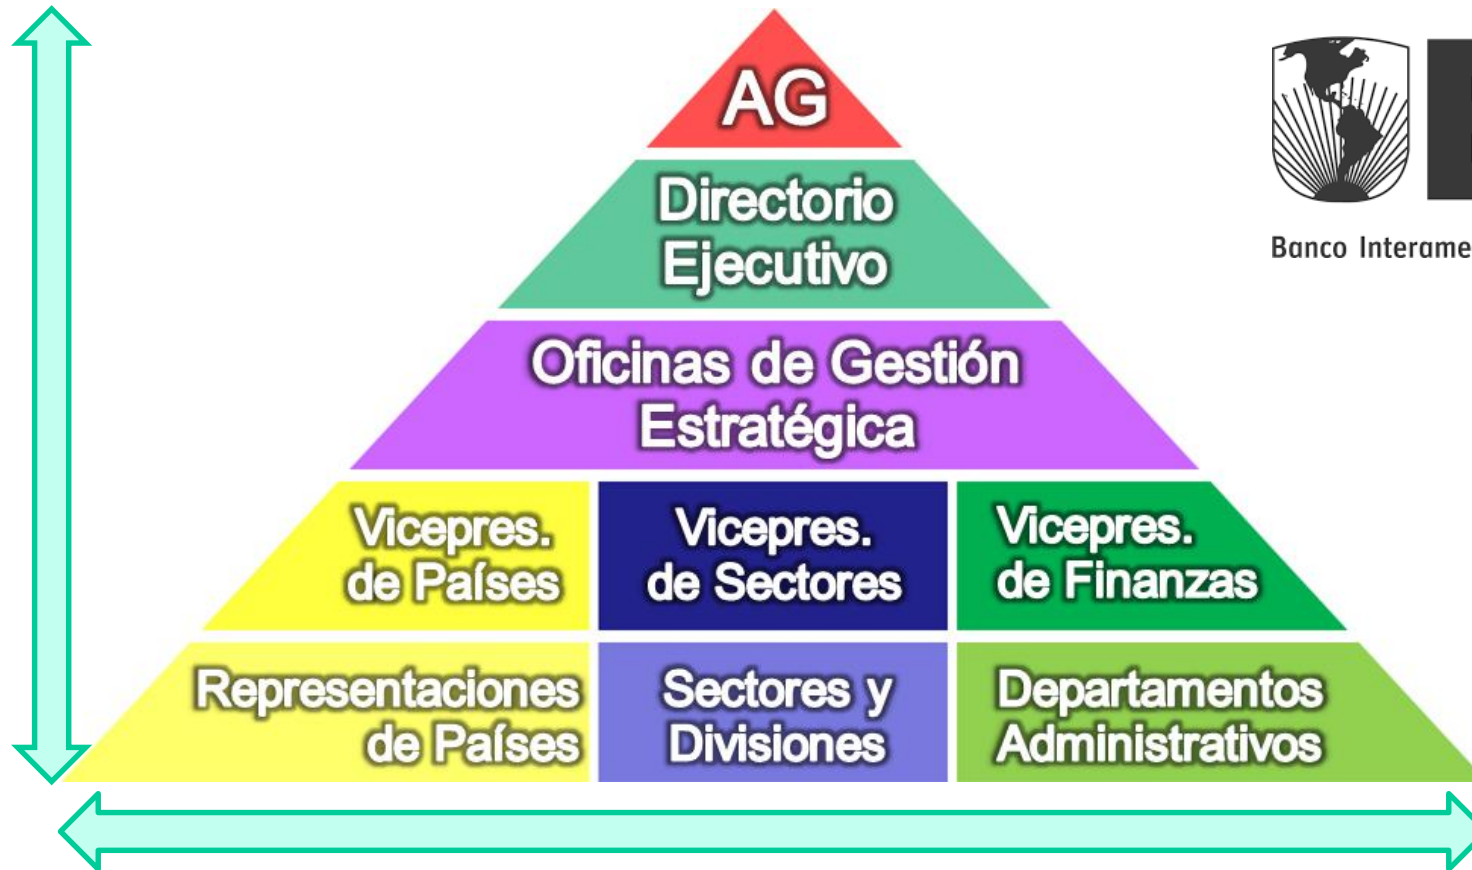 AG
Directorio
Ejecutivo
Oficinas de Gestión
Estratégica
Vicepres.
de Países
Vicepres.
de Sectores
Vicepres.
de Finanzas
Representaciones
de Países
Sectores y
Divisiones
Departamentos
Administrativos
Banco Interame